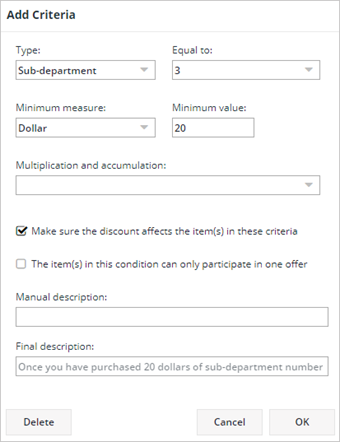 Add Criteria
Type: Equal to:
Sub-department 3
Minimum measure: Minimum value:
Dollar 20
Multiplication and accumulation:
Make sure the discount affects the item(s) in these criteria
The item(s) in this condition can only participate in one offer
Manual description:
Final description:
Once you have purchased 20 dollars of sub-department number
Delete Cancel OK